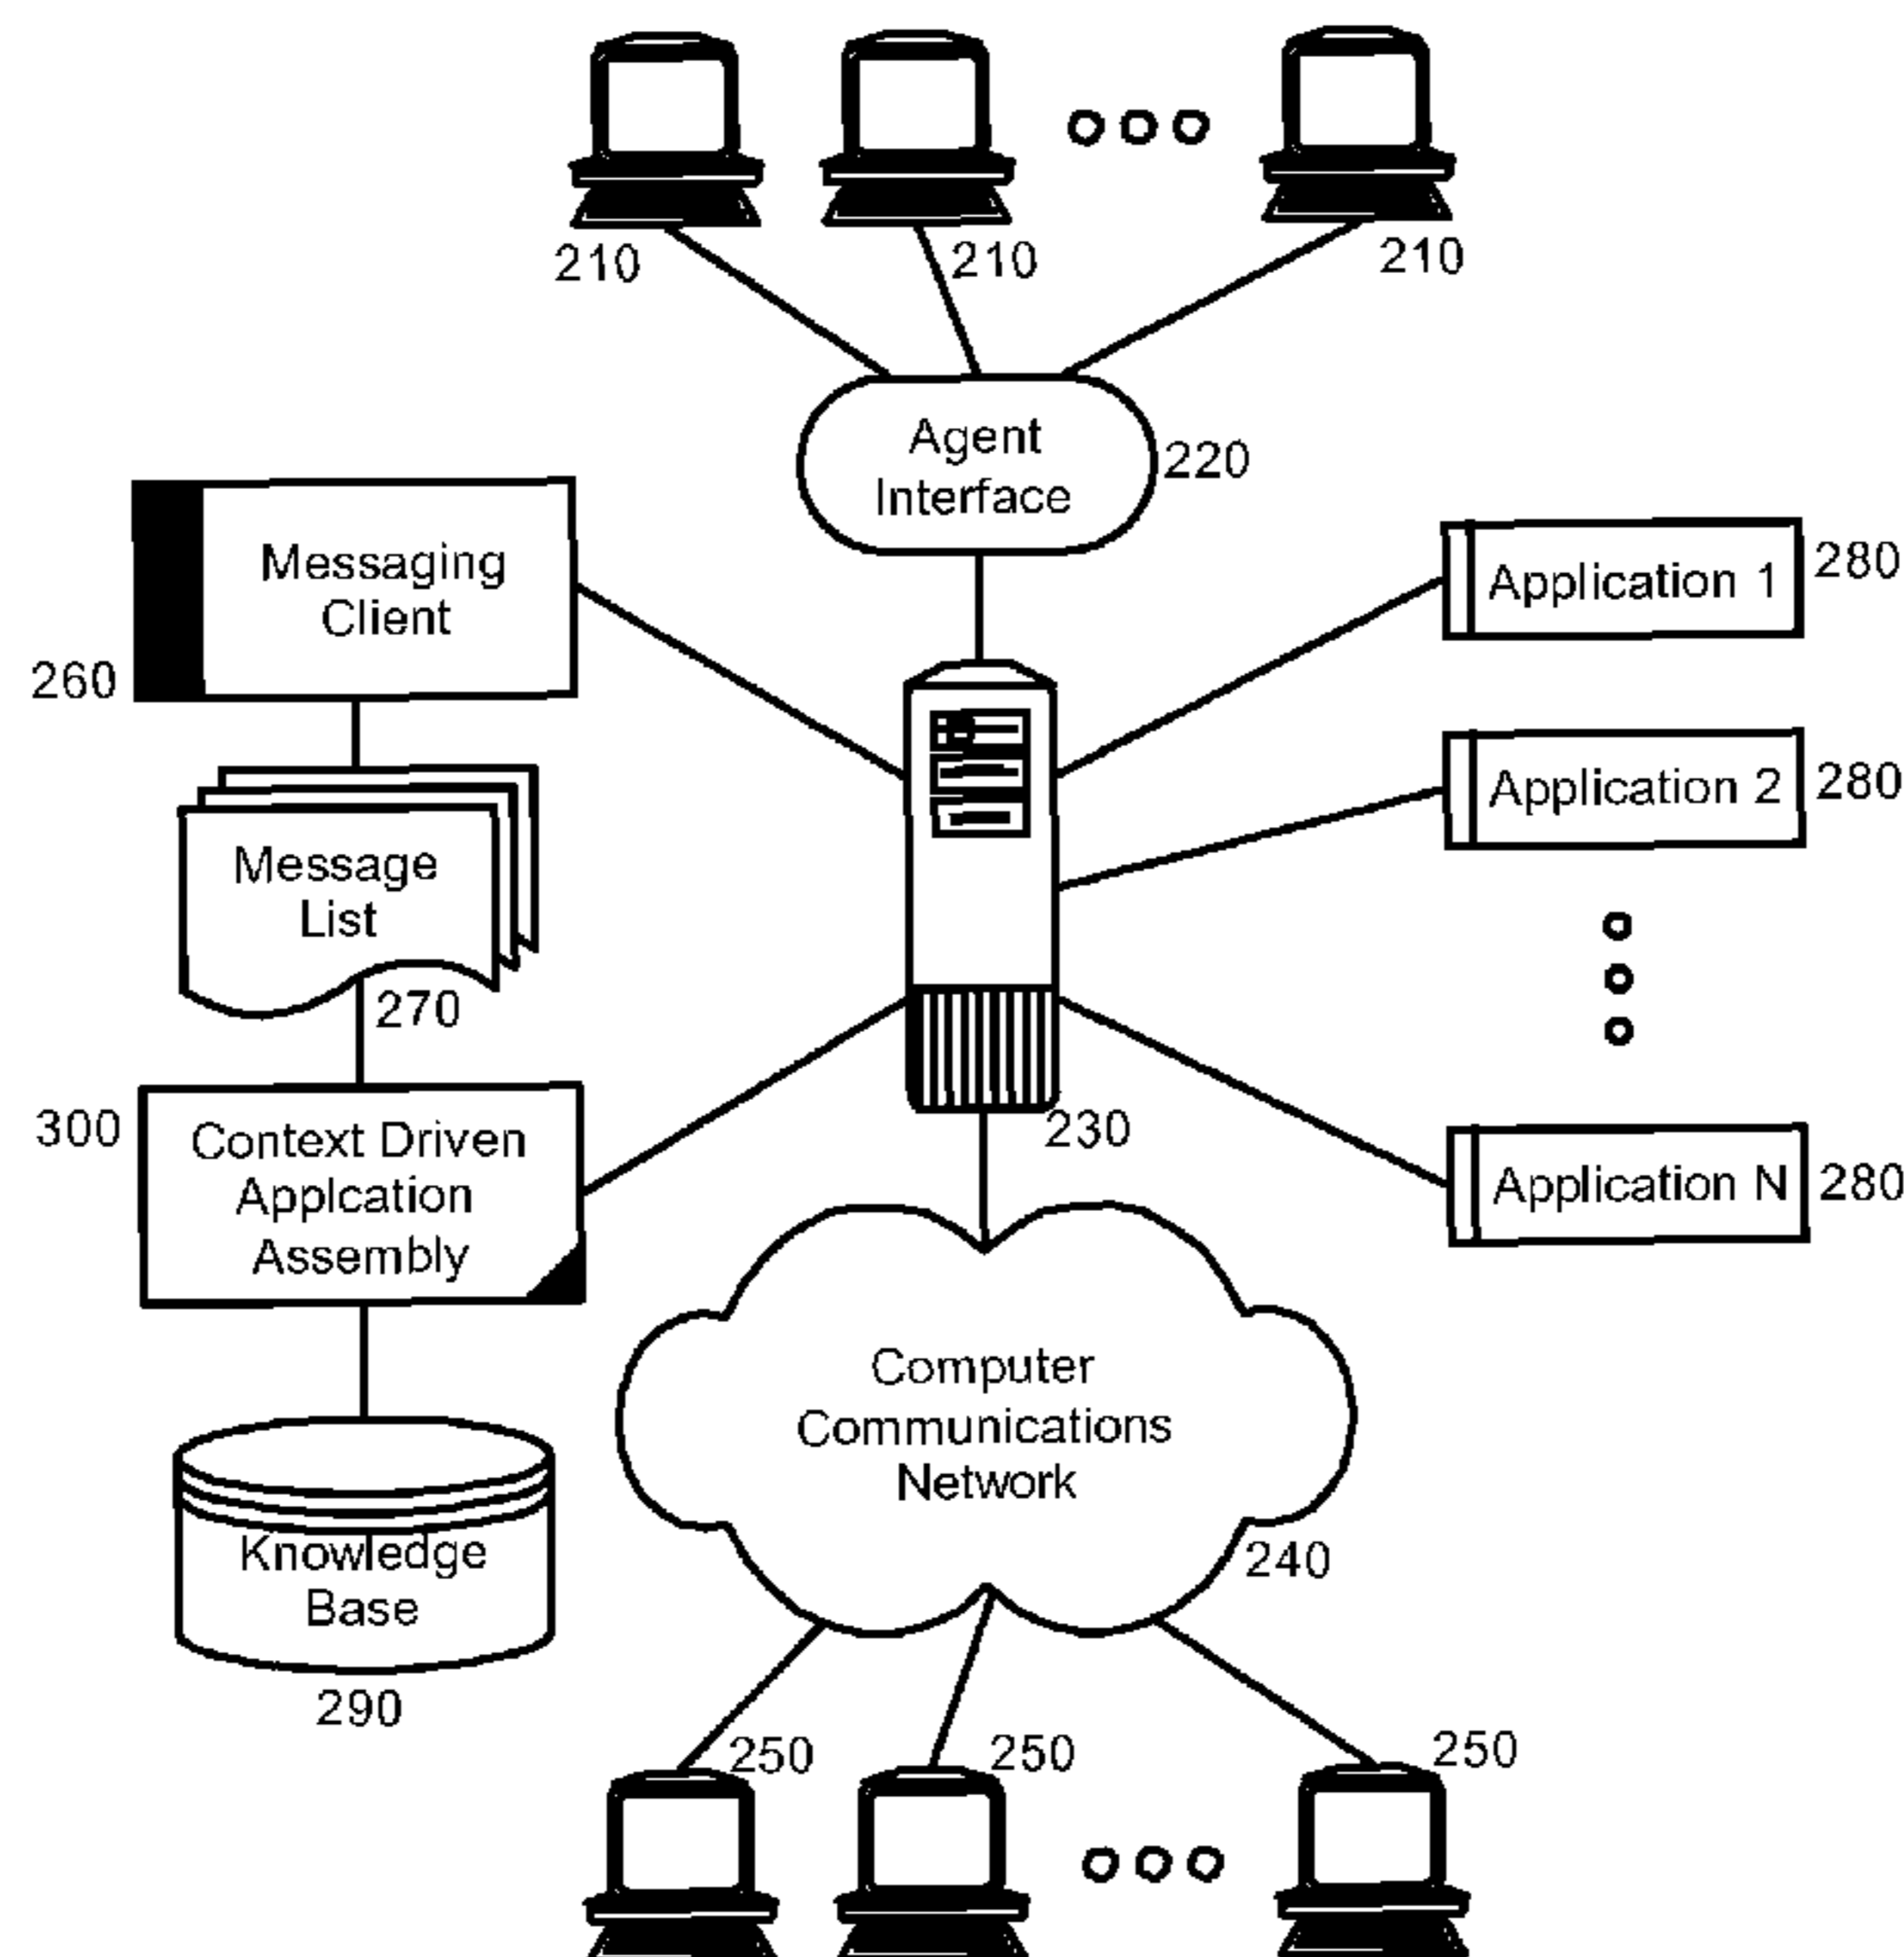 210
210
210
Agent
Interface
220
Messaging
Client
260
Application 1
280
Application 2
280
Message
List
270
300
Context Driven
Applcation
Assembly
230
Application N
280
Computer
Communications
Network
240
Knowledge
Base
290
250
250
250